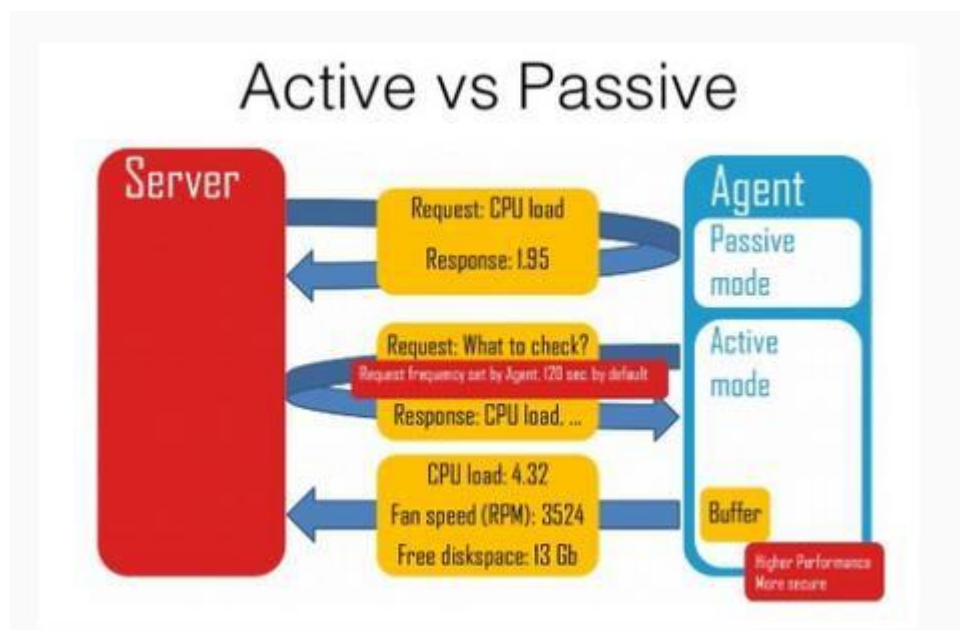 Active vs Passive
Server
Request: CPU load
Response: 1.95
Agent
Passive
mode
Request: What to check?
Request frequency set by Agent, 120 sec. by default
Response: CPU load, ...
Active
mode
CPU load: 4.32
Fan speed (RPM): 3524
Free diskspace: 13 Gb
Buffer
Higher Performance
More secure